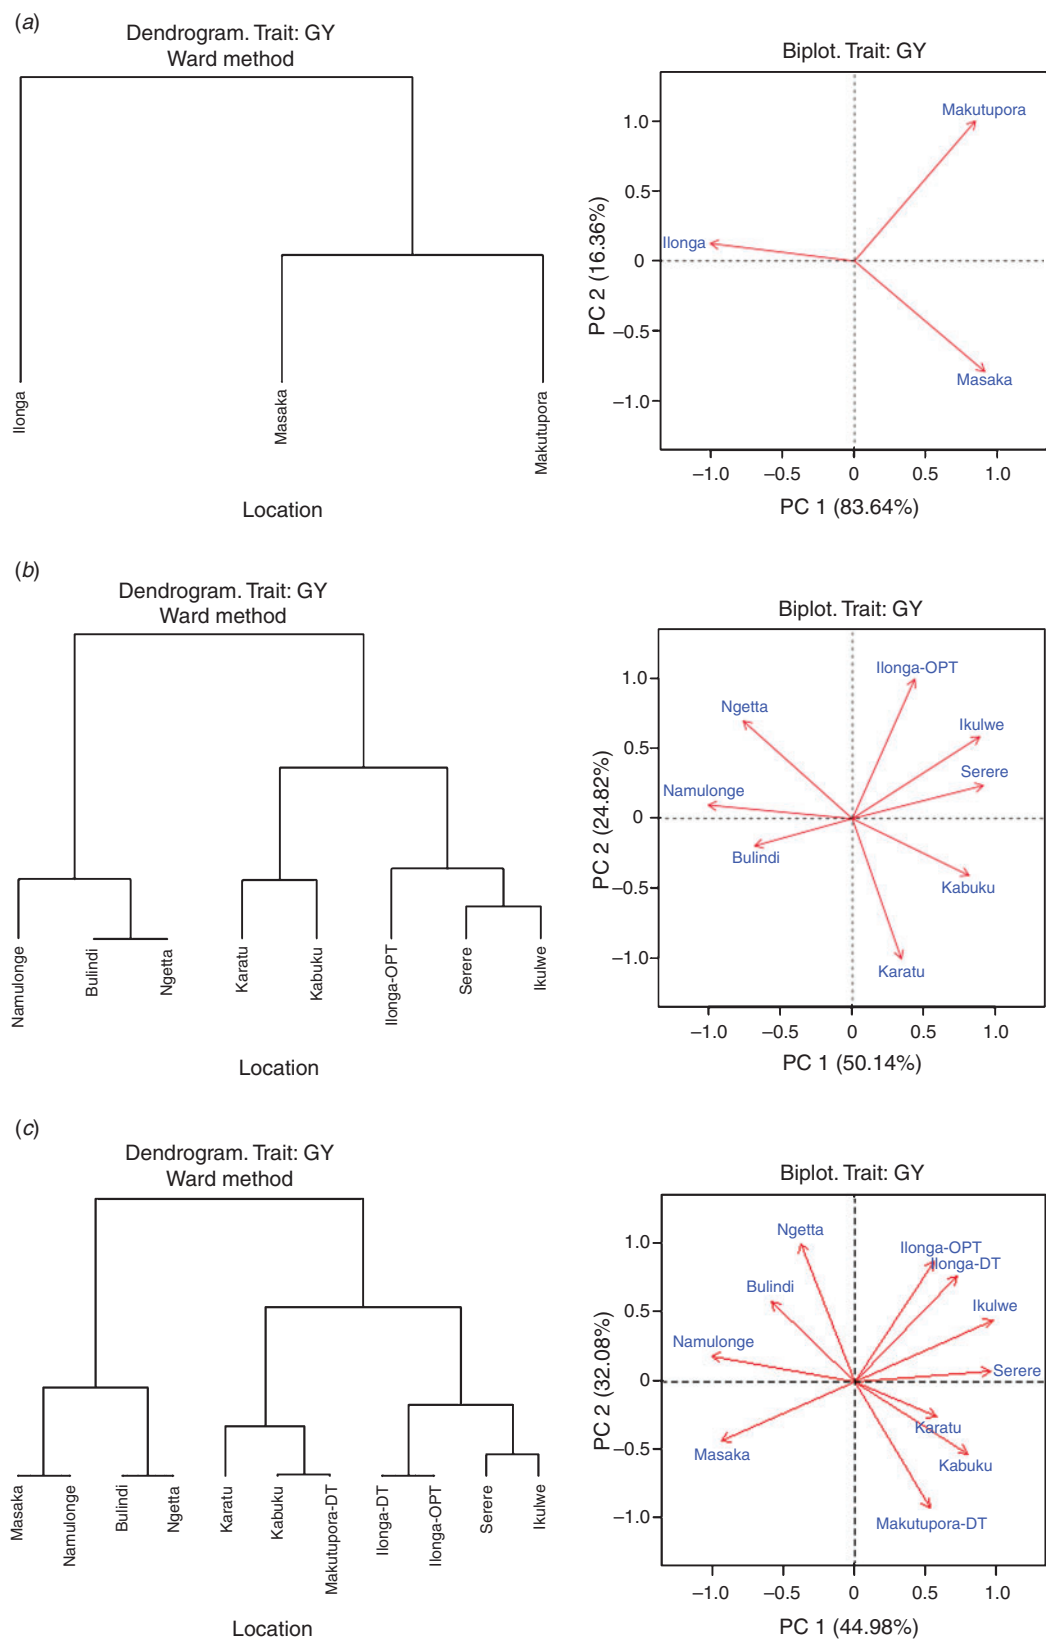 (a)
Dendrogram. Trait: GY
Ward method
Ilonga
Masaka
Makutupora
Location
Biplot. Trait: GY
PC 2 (16.36%)
1.0
0.5
0
−0.5
−1.0
Makutupora
Ilonga
Masaka
−1.0 −0.5 0 0.5 1.0
PC 1 (83.64%)
(b)
Dendrogram. Trait: GY
Ward method
Namulonge
Bulindi
Ngetta
Karatu
Kabuku
Ilonga-OPT
Serere
Ikulwe
Location
Biplot. Trait: GY
PC 2 (24.82%)
1.0
0.5
0
−0.5
−1.0
Ilonga-OPT
Ngetta
Ikulwe
Serere
Namulonge
Bulindi
Kabuku
Karatu
−1.0 −0.5 0 0.5 1.0
PC 1 (50.14%)
(c)
Dendrogram. Trait: GY
Ward method
Masaka
Namulonge
Bulindi
Ngetta
Karatu
Kabuku
Makutupora-DT
Ilonga-DT
Ilonga-OPT
Serere
Ikulwe
Location
Biplot. Trait: GY
PC 2 (32.08%)
1.0
0.5
0
−0.5
−1.0
Ngetta
Ilonga-OPT
Ilonga-DT
Bulindi
Ikulwe
Namulonge
Serere
Karatu
Masaka
Kabuku
Makutupora-DT
−1.0 −0.5 0 0.5 1.0
PC 1 (44.98%)